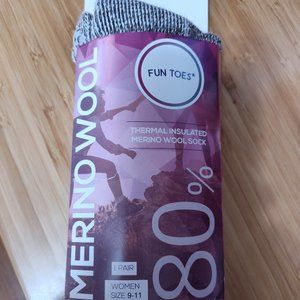 FUN TOES®
THERMAL INSULATED
MERINO WOOL SOCK
MERINO WOOL
80%
1 PAIR
WOMEN
SIZE 9-11